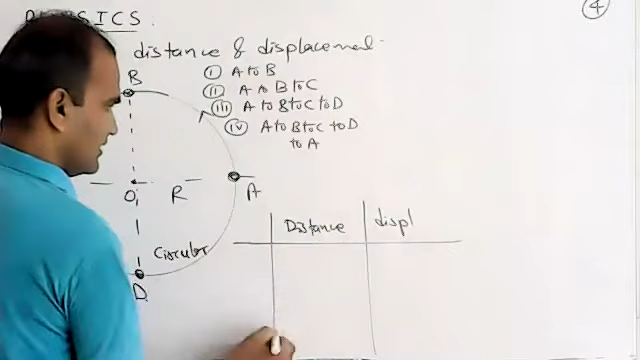 PHYSICS.
4
distance & displacement
i A to B
ii A to B to C
iii A to B to C to D
iv A to B to C to D
to A
B
O
R
A
Circular
D
Distance displ